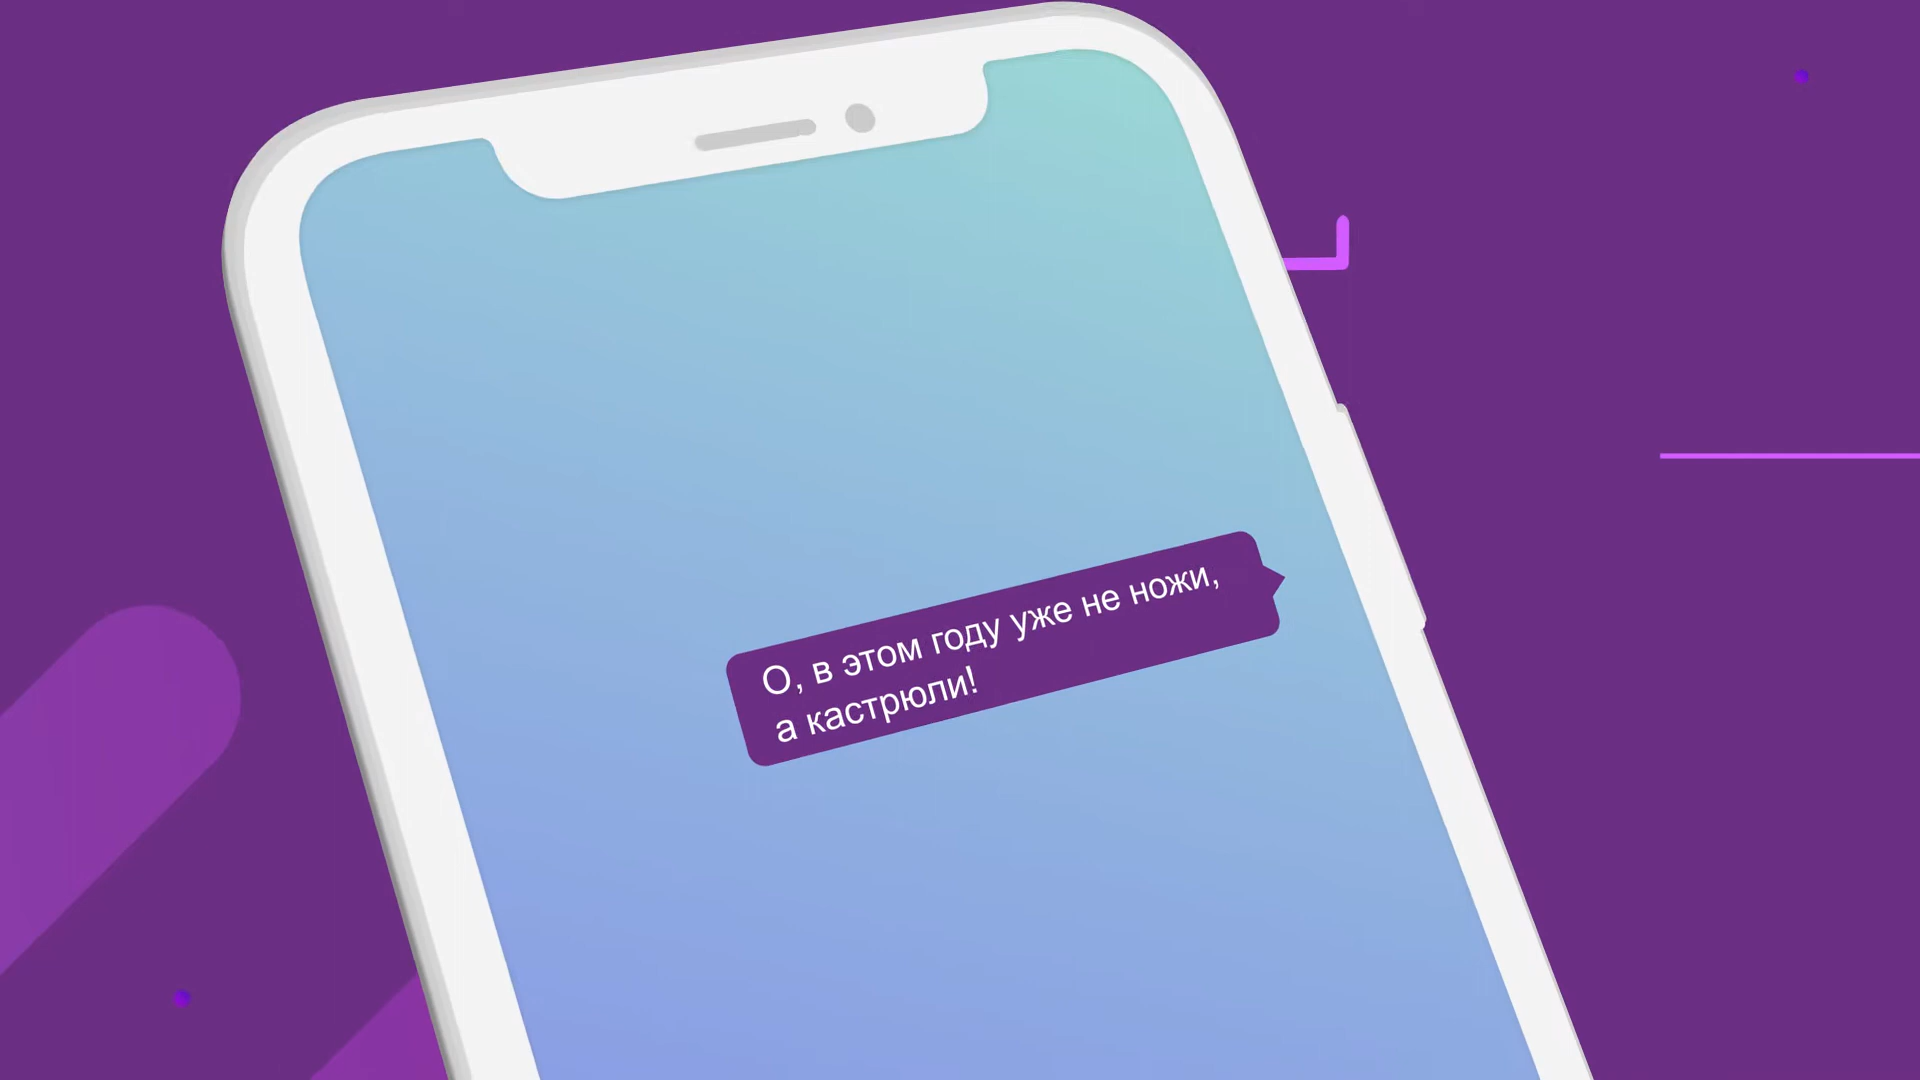 О, в этом году уже не ножи,
а кастрюли!